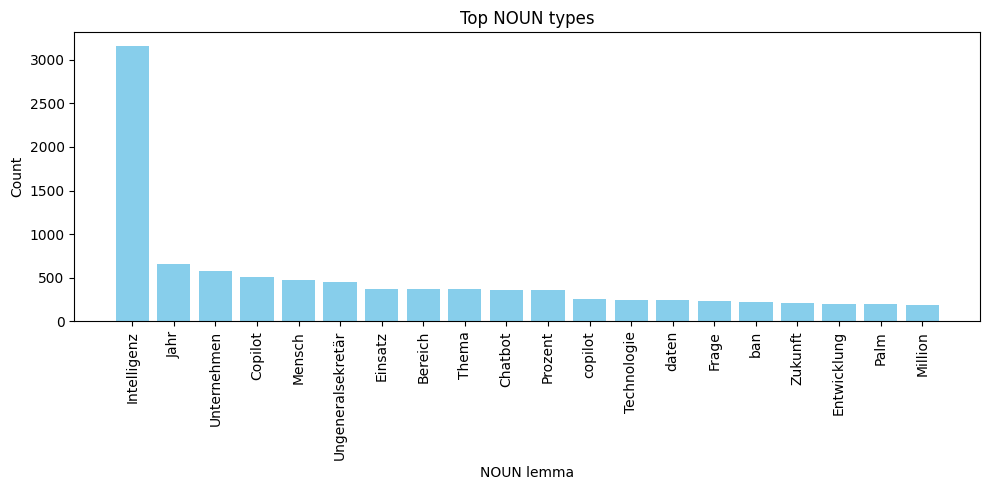 Top NOUN types
Count
3000
2500
2000
1500
1000
500
0
Intelligenz
Jahr
Unternehmen
Copilot
Mensch
Ungeneralsekretär
Einsatz
Bereich
Thema
Chatbot
Prozent
copilot
Technologie
daten
Frage
ban
Zukunft
Entwicklung
Palm
Million
NOUN lemma